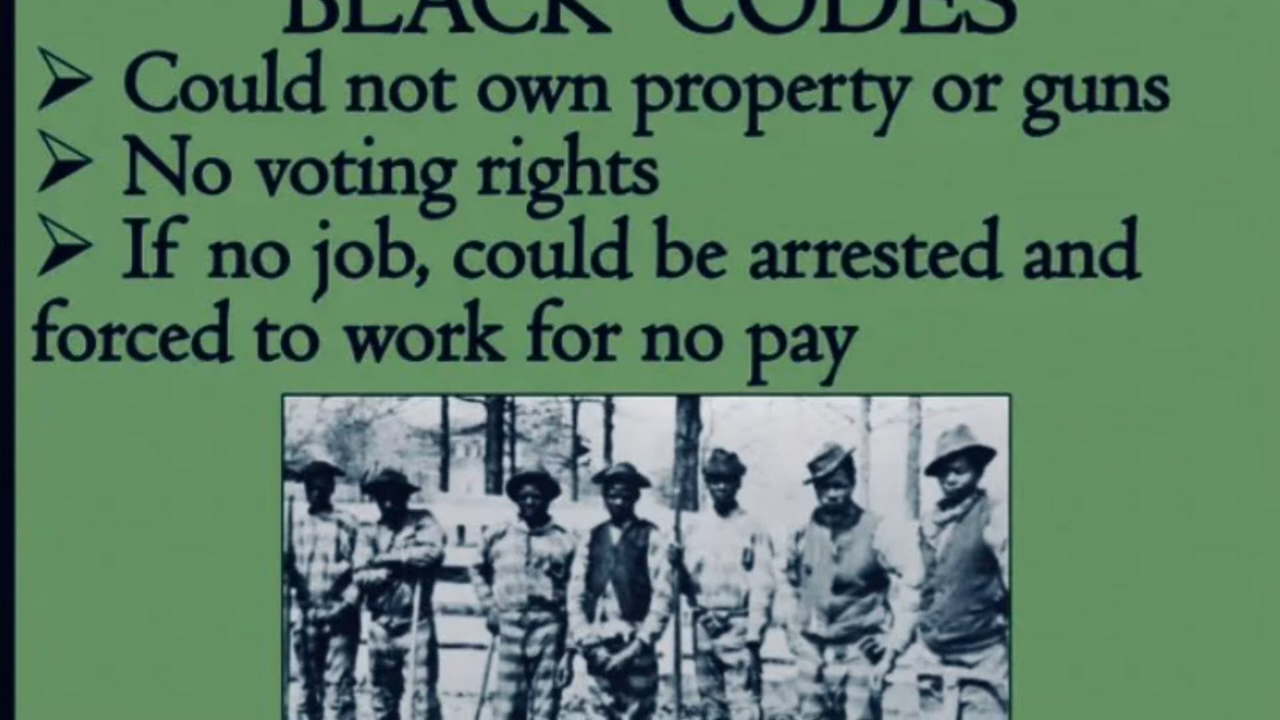 BLACK CODES
➢ Could not own property or guns
➢ No voting rights
➢ If no job, could be arrested and
forced to work for no pay